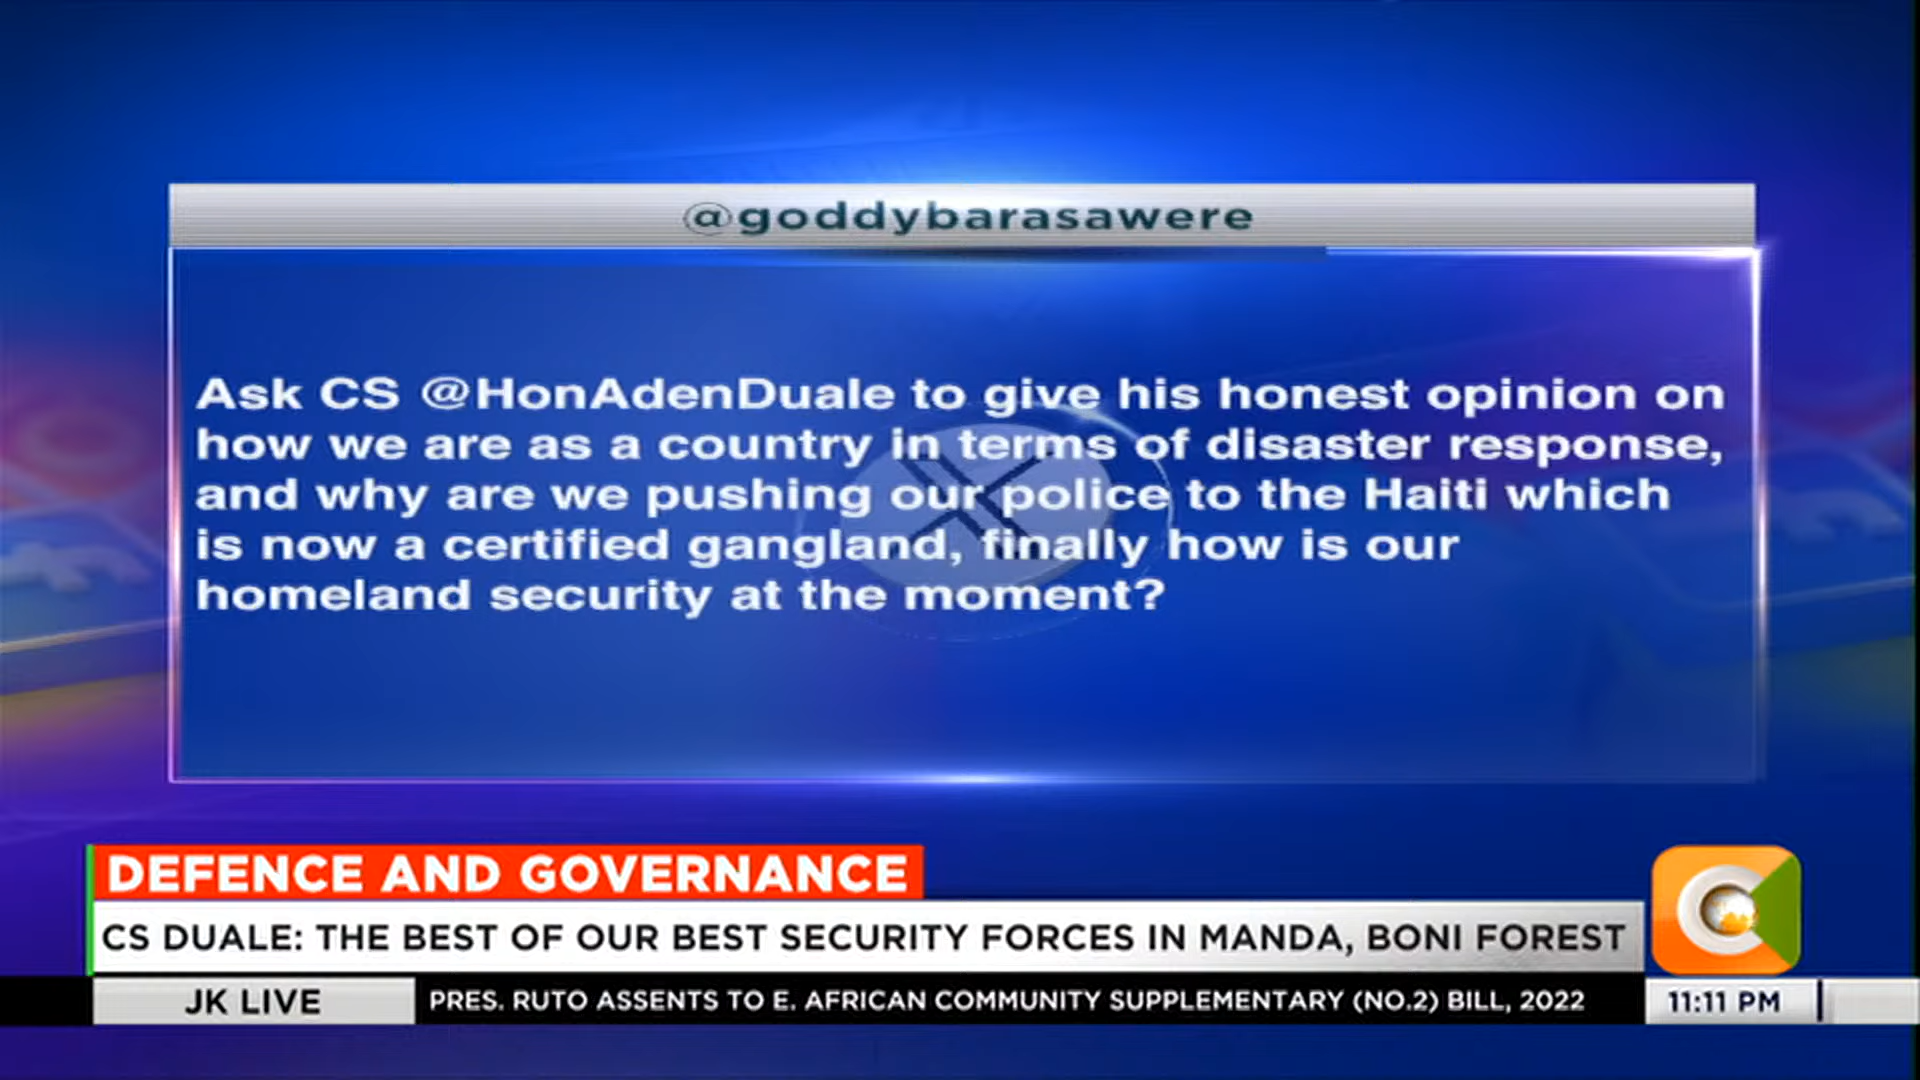 @goddybarasawere
Ask CS @HonAdenDuale to give his honest opinion on
how we are as a country in terms of disaster response,
and why are we pushing our police to the Haiti which
is now a certified gangland, finally how is our
homeland security at the moment?
DEFENCE AND GOVERNANCE
CS DUALE: THE BEST OF OUR BEST SECURITY FORCES IN MANDA, BONI FOREST
JK LIVE
PRES. RUTO ASSENTS TO E. AFRICAN COMMUNITY SUPPLEMENTARY (NO.2) BILL, 2022
11:11 PM